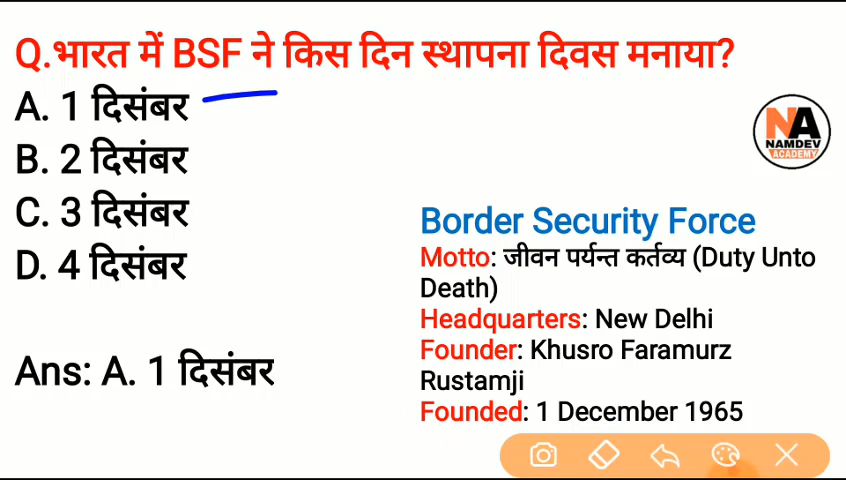 Q.भारत में BSF ने किस दिन स्थापना दिवस मनाया?
A. 1 दिसंबर
B. 2 दिसंबर
C. 3 दिसंबर
D. 4 दिसंबर
Ans: A. 1 दिसंबर
NA
NAMDEV
ACADEMY
Border Security Force
Motto: जीवन पर्यन्त कर्तव्य (Duty Unto
Death)
Headquarters: New Delhi
Founder: Khusro Faramurz
Rustamji
Founded: 1 December 1965